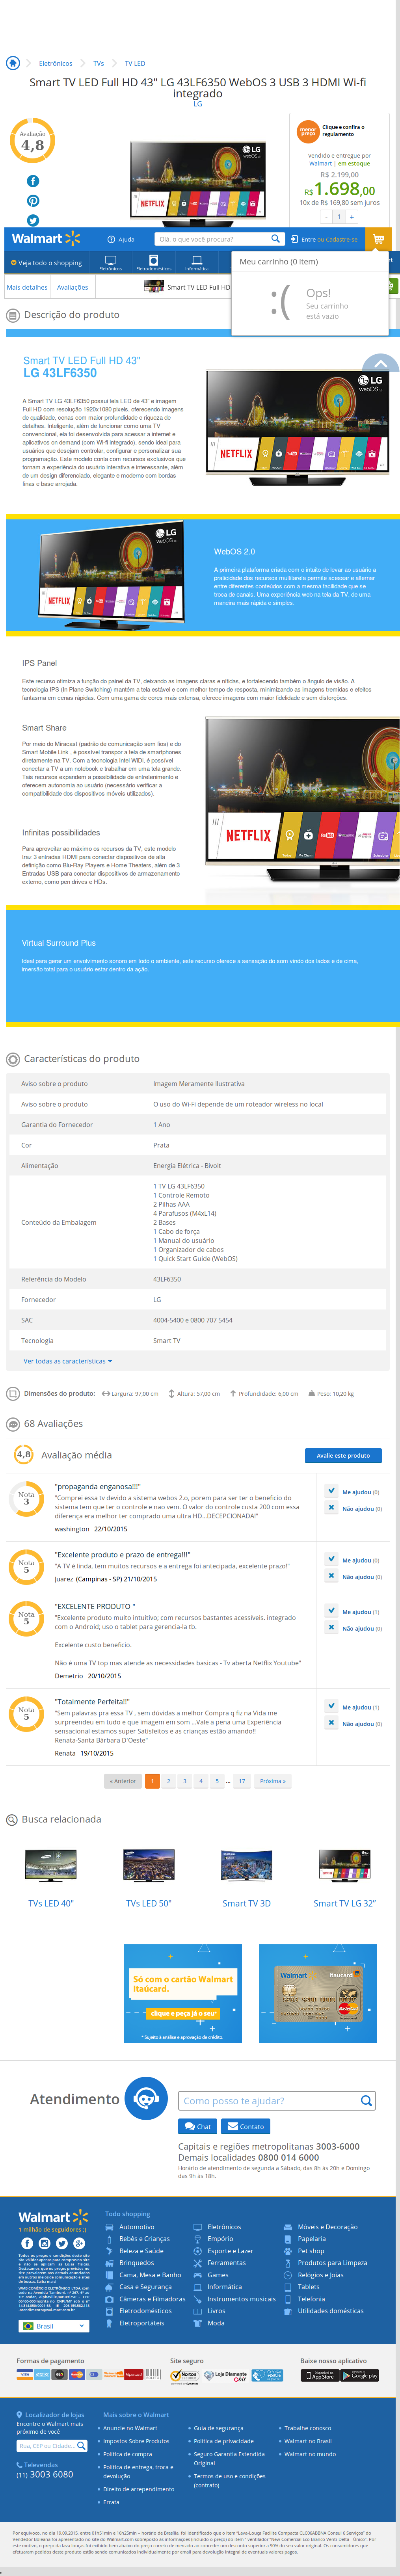 Eletrônicos TVs TV LED
Smart TV LED Full HD 43" LG 43LF6350 WebOS 3 USB 3 HDMI Wi-fi
integrado
LG
Avaliação
4,8
menor preço
Clique e confira o
regulamento
Vendido e entregue por
Walmart | em estoque
R$ 2.199,00
R$1.698,00
10x de R$ 169,80 sem juros
- 1 +
Walmart
Ajuda
Olá, o que você procura?
Entre ou Cadastre-se
Veja todo o shopping
Eletrônicos
Eletrodomésticos
Informática
Meu carrinho (0 item)
:(
Ops!
Seu carrinho
está vazio
Mais detalhes
Avaliações
Smart TV LED Full HD
Descrição do produto
Smart TV LED Full HD 43"
LG 43LF6350
A Smart TV LG 43LF6350 possui tela LED de 43" e imagem
Full HD com resolução 1920x1080 pixels, oferecendo imagens
de qualidade, cenas com maior profundidade e riqueza de
detalhes. Inteligente, além de funcionar como uma TV
convencional, ela foi desenvolvida para acessar a internet e
aplicativos on demand (com Wi-fi integrado), sendo ideal para
usuários que desejam controlar, configurar e personalizar sua
programação. Este modelo conta com recursos exclusivos que
irão melhorar a experiência do usuário interativa e interessante, além
de um design diferenciado, elegante e moderno com bordas
finas e base arrojada.
WebOS 2.0
A primeira plataforma criada com o intuito de levar ao usuário a
praticidade dos recursos multitarefa permite acessar e alternar
entre diferentes conteúdos com a mesma facilidade que se
troca de canais. Uma experiência web na tela da TV, de uma
maneira mais rápida e simples.
IPS Panel
Este recurso otimiza a função do painel da TV, deixando as imagens claras e nítidas, e fortalecendo também o ângulo de visão. A
tecnologia IPS (In Plane Switching) mantém a tela é estável e com melhor tempo de resposta, minimizando as imagens tremidas e efeitos
fantasma em cenas rápidas. Com uma gama de cores mais extensa, oferece imagens com maior fidelidade e sem distorções.
Smart Share
Por meio do Miracast (padrão de comunicação sem fios) e do
Smart Mobile Link , é possível transpor a tela de smartphones
diretamente na TV. Com a tecnologia Intel WiDi, é possível
conectar a TV a um notebook e trabalhar em uma tela grande.
Tais recursos expandem a possibilidade de entretenimento e
oferecem autonomia ao usuário (necessário verificar a
compatibilidade dos dispositivos móveis utilizados).
Infinitas possibilidades
Para aproveitar ao máximo os recursos da TV, este modelo
traz 3 entradas HDMI para conectar dispositivos de alta
definição como Blu-Ray Players e Home Theaters, além de 3
Entradas USB para conectar dispositivos de armazenamento
externo, como pen drives e HDs.
Virtual Surround Plus
Ideal para gerar um envolvimento sonoro em todo o ambiente, este recurso oferece a sensação do som vindo dos lados e de cima,
imersão total para o usuário estar dentro da ação.
Características do produto
Aviso sobre o produto Imagem Meramente Ilustrativa
Aviso sobre o produto O uso do Wi-Fi depende de um roteador wireless no local
Garantia do Fornecedor 1 Ano
Cor Prata
Alimentação Energia Elétrica - Bivolt
Conteúdo da Embalagem
1 TV LG 43LF6350
1 Controle Remoto
2 Pilhas AAA
4 Parafusos (M4xL14)
2 Bases
1 Cabo de força
1 Manual do usuário
1 Organizador de cabos
1 Quick Start Guide (WebOS)
Referência do Modelo 43LF6350
Fornecedor LG
SAC 4004-5400 e 0800 707 5454
Tecnologia Smart TV
Ver todas as características
Dimensões do produto: Largura: 97,00 cm Altura: 57,00 cm Profundidade: 6,00 cm Peso: 10,20 kg
68 Avaliações
4,8 Avaliação média
Avalie este produto
Nota
3
"propaganda enganosa!!!"
"Comprei essa tv devido a sistema webos 2.o, porem para ser ter o beneficio do
sistema tem que ter o controle e nao vem. O valor do controle custa 200 com essa
diferença era melhor ter comprado uma ultra HD...DECEPCIONADA!"
washington 22/10/2015
Me ajudou (0)
Não ajudou (0)
Nota
5
"Excelente produto e prazo de entrega!!!"
"A TV é linda, tem muitos recursos e a entrega foi antecipada, excelente prazo!"
Juarez (Campinas - SP) 21/10/2015
Me ajudou (0)
Não ajudou (0)
Nota
5
"EXCELENTE PRODUTO "
"Excelente produto muito intuitivo; com recursos bastantes acessíveis. integrado
com o Android; uso o tablet para gerencia-la tb.
Excelente custo beneficio.
Não é uma TV top mas atende as necessidades basicas - Tv aberta Netflix Youtube"
Demetrio 20/10/2015
Me ajudou (1)
Não ajudou (0)
Nota
5
"Totalmente Perfeita!!"
"Sem palavras pra essa TV , sem dúvidas a melhor Compra q fiz na Vida me
surpreendeu em tudo e que imagem em som ...Vale a pena uma Experiência
sensacional estamos super Satisfeitos e as crianças estão amando!!
Renata-Santa Bárbara D'Oeste"
Renata 19/10/2015
Me ajudou (1)
Não ajudou (0)
« Anterior 1 2 3 4 5 ... 17 Próxima »
Busca relacionada
TVs LED 40" TVs LED 50" Smart TV 3D Smart TV LG 32"
Só com o cartão Walmart
Itaúcard.
clique e peça já o seu*
* Sujeito à análise e aprovação de crédito.
Walmart Itaucard
MasterCard
Atendimento
Como posso te ajudar?
Chat Contato
Capitais e regiões metropolitanas 3003-6000
Demais localidades 0800 014 6000
Horário de atendimento de segunda a Sábado, das 8h às 20h e Domingo
das 9h às 18h.
Walmart
1 milhão de seguidores ;)
Brasil
Todo shopping
Automotivo Eletrônicos Móveis e Decoração
Bebês e Crianças Empório Papelaria
Beleza e Saúde Esporte e Lazer Pet shop
Brinquedos Ferramentas Produtos para Limpeza
Cama, Mesa e Banho Games Relógios e Joias
Casa e Segurança Informática Tablets
Câmeras e Filmadoras Instrumentos musicais Telefonia
Eletrodomésticos Livros Utilidades domésticas
Eletroportáteis Moda
Formas de pagamento Site seguro Baixe nosso aplicativo
VISA elo Hipercard
Norton Loja Diamante
App Store Google play
Localizador de lojas
Encontre o Walmart mais
próximo de você
Rua, CEP ou Cidade...
Televendas
(11) 3003 6080
Mais sobre o Walmart
Anuncie no Walmart Guia de segurança Trabalhe conosco
Impostos Sobre Produtos Política de privacidade Walmart no Brasil
Política de compra Seguro Garantia Estendida Walmart no mundo
Original
Política de entrega, troca e Termos de uso e condições
devolução (contrato)
Direito de arrependimento
Errata